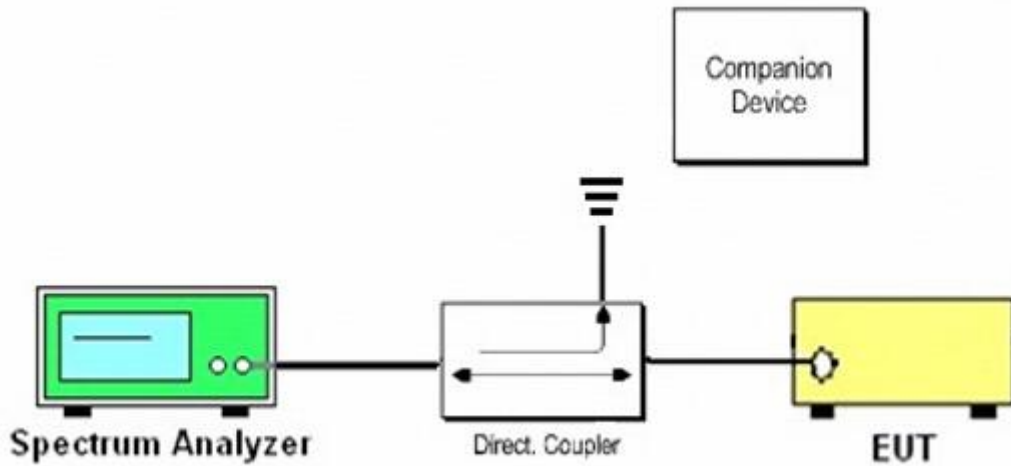 Companion
Device
Spectrum Analyzer
Direct. Coupler
EUT